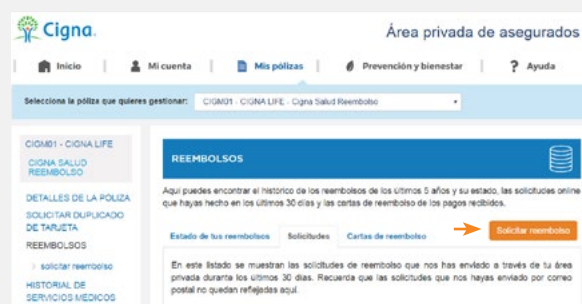 Cigna.
Área privada de asegurados
Inicio
Mi cuenta
Mis pólizas
Prevención y bienestar
? Ayuda
Selecciona la póliza que quieres gestionar:
CIGM01 - CIGNA LIFE - Cigna Salud Reembolso
CIGM01 - CIGNA LIFE
CIGNA SALUD
REEMBOLSO
DETALLES DE LA POLIZA
SOLICITAR DUPLICADO
DE TARJETA
REEMBOLSOS
> solicitar reembolso
HISTORIAL DE
SERVICIOS MÉDICOS
REEMBOLSOS
Aquí puedes encontrar el histórico de los reembolsos de los últimos 5 años y su estado, las solicitudes online
que hayas hecho en los últimos 30 días y las cartas de reembolso de los pagos recibidos.
Solicitar reembolso
Estado de tus reembolsos
Solicitudes
Cartas de reembolso
En este listado se muestran las solicitudes de reembolso que nos has enviado a través de tu área
privada durante los últimos 30 días. Recuerda que las solicitudes que nos hayas enviado por correo
postal no quedan reflejadas aquí.